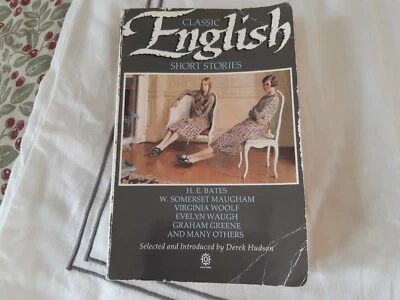 CLASSIC
English
SHORT STORIES
H. E. BATES
W. SOMERSET MAUGHAM
VIRGINIA WOOLF
EVELYN WAUGH
GRAHAM GREENE
AND MANY OTHERS
Selected and Introduced by Derek Hudson